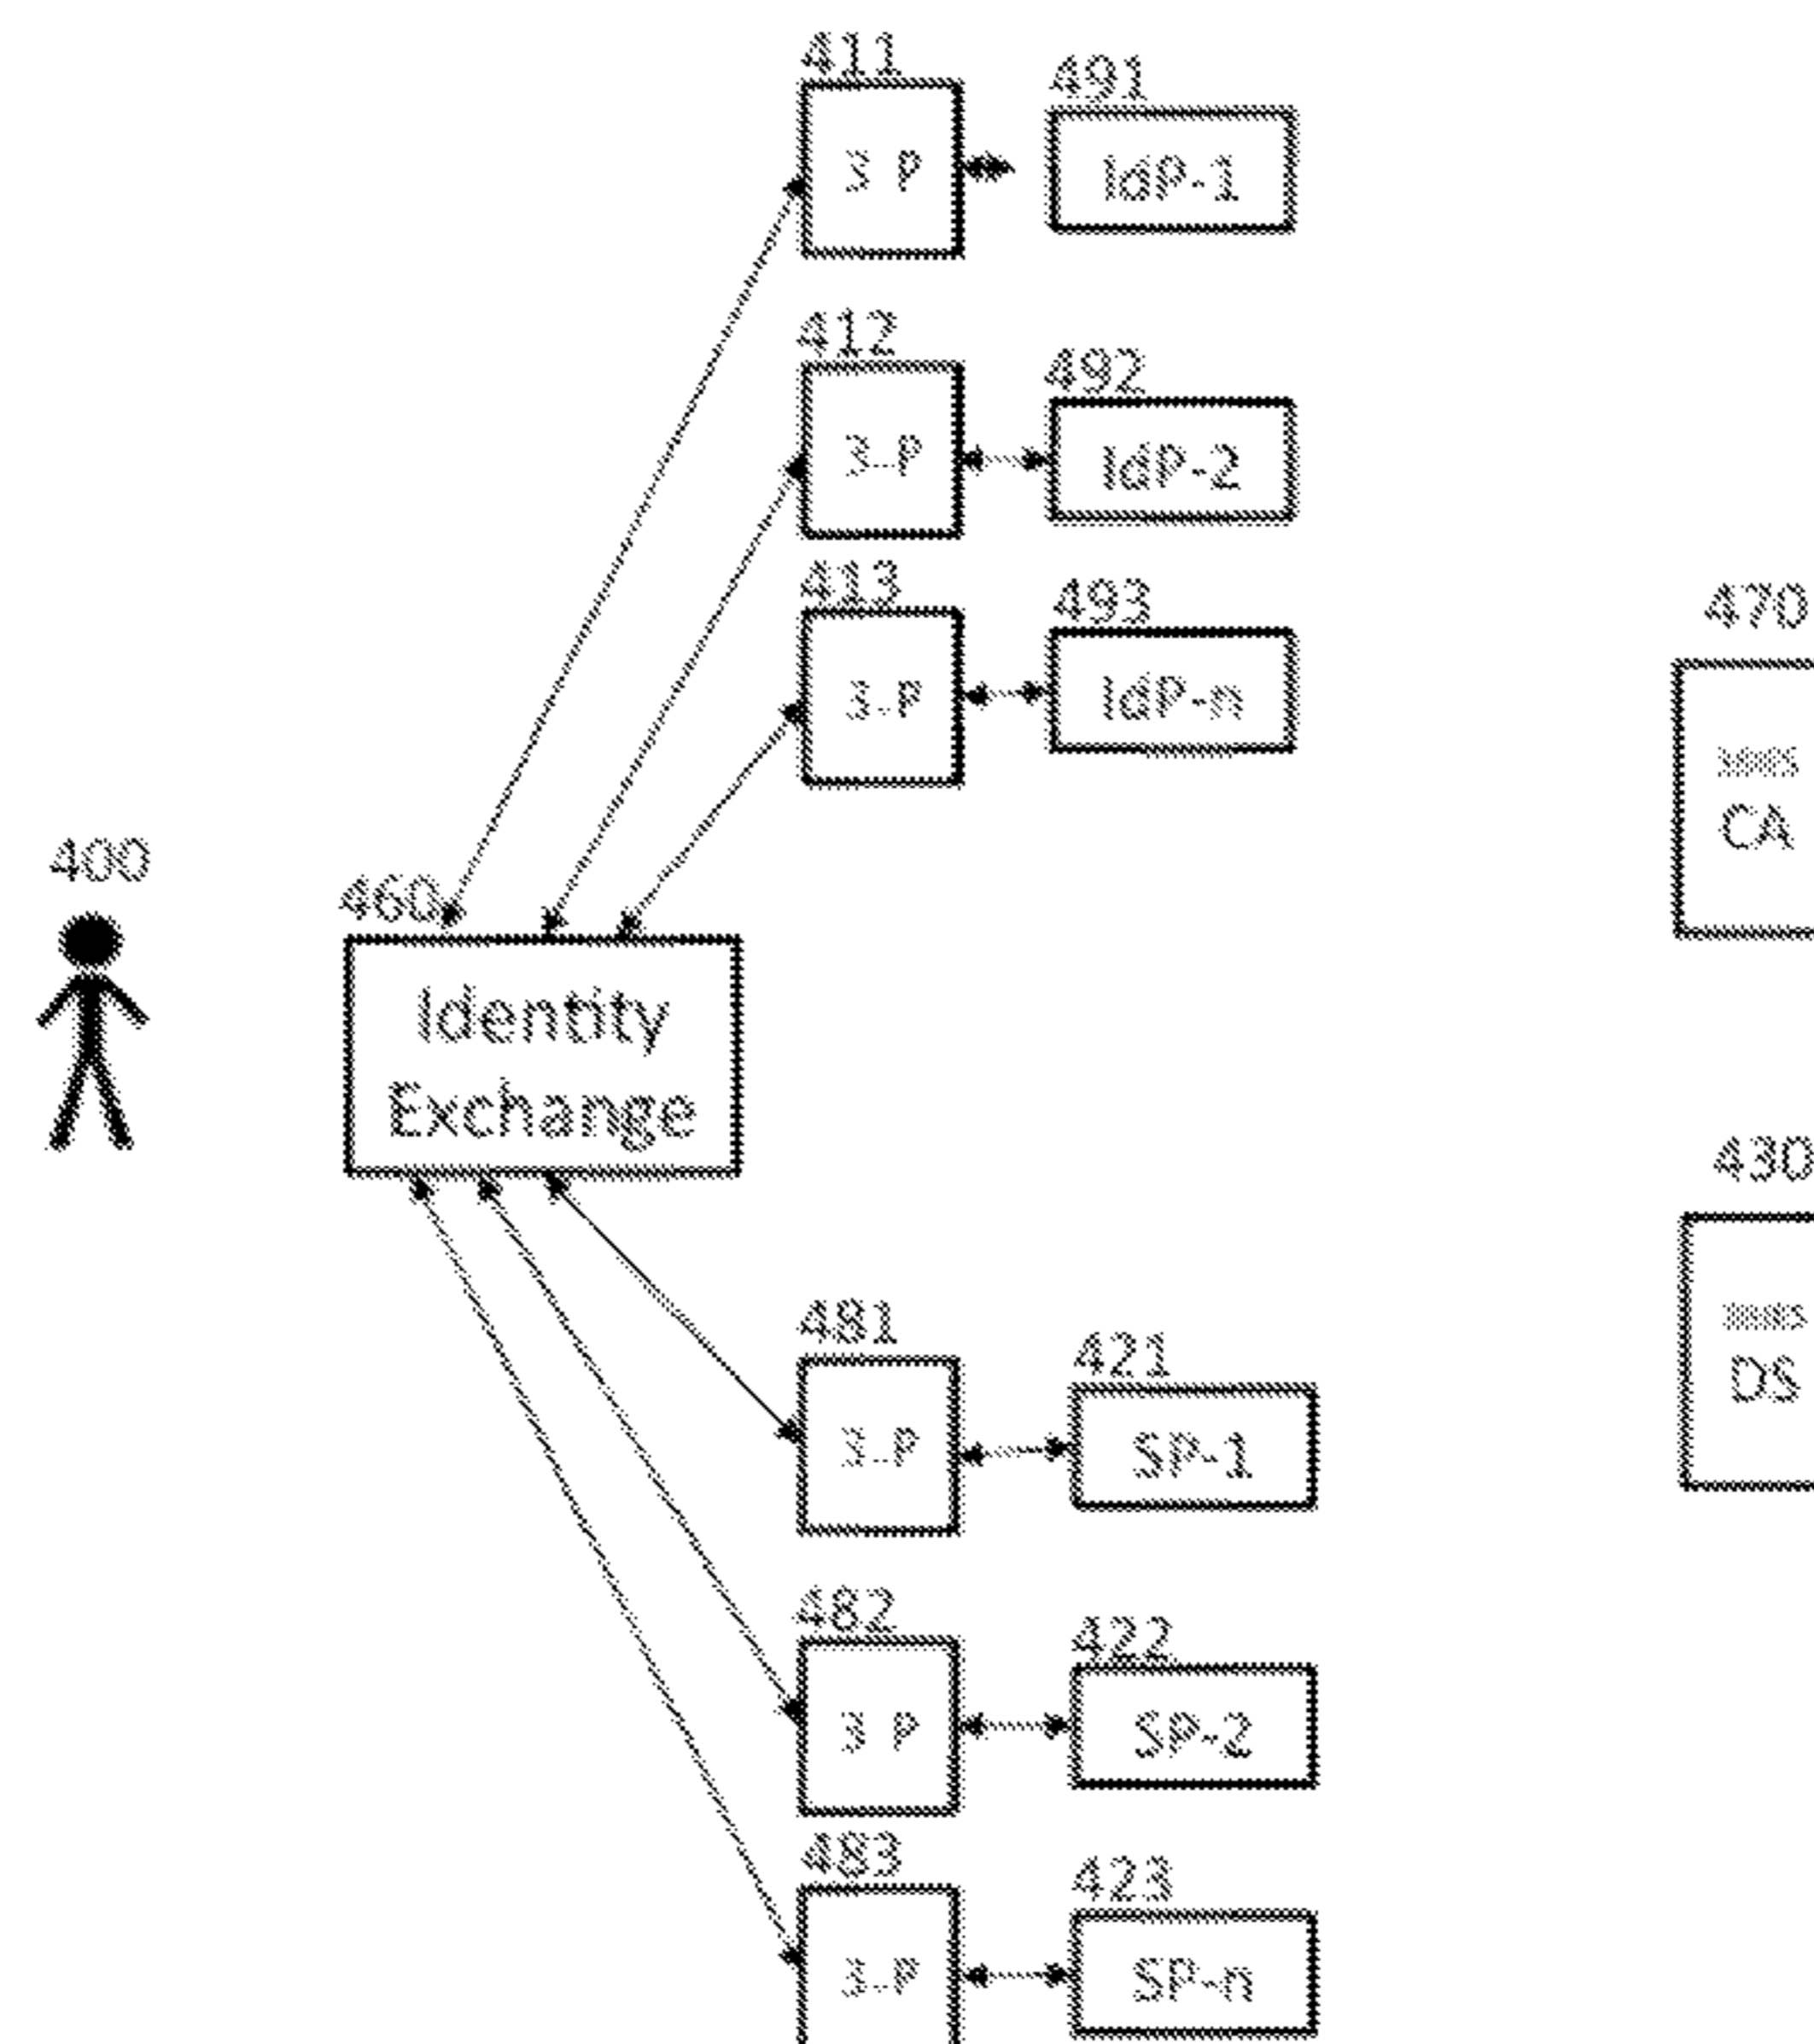 411
491
3 P
IdP-1
412
492
3-P
IdP-2
413
493
3-P
IdP-n
470
CA
400
460
Identity
Exchange
430
DS
481
421
3-P
SP-1
482
422
3 P
SP-2
483
423
3-P
SP-n